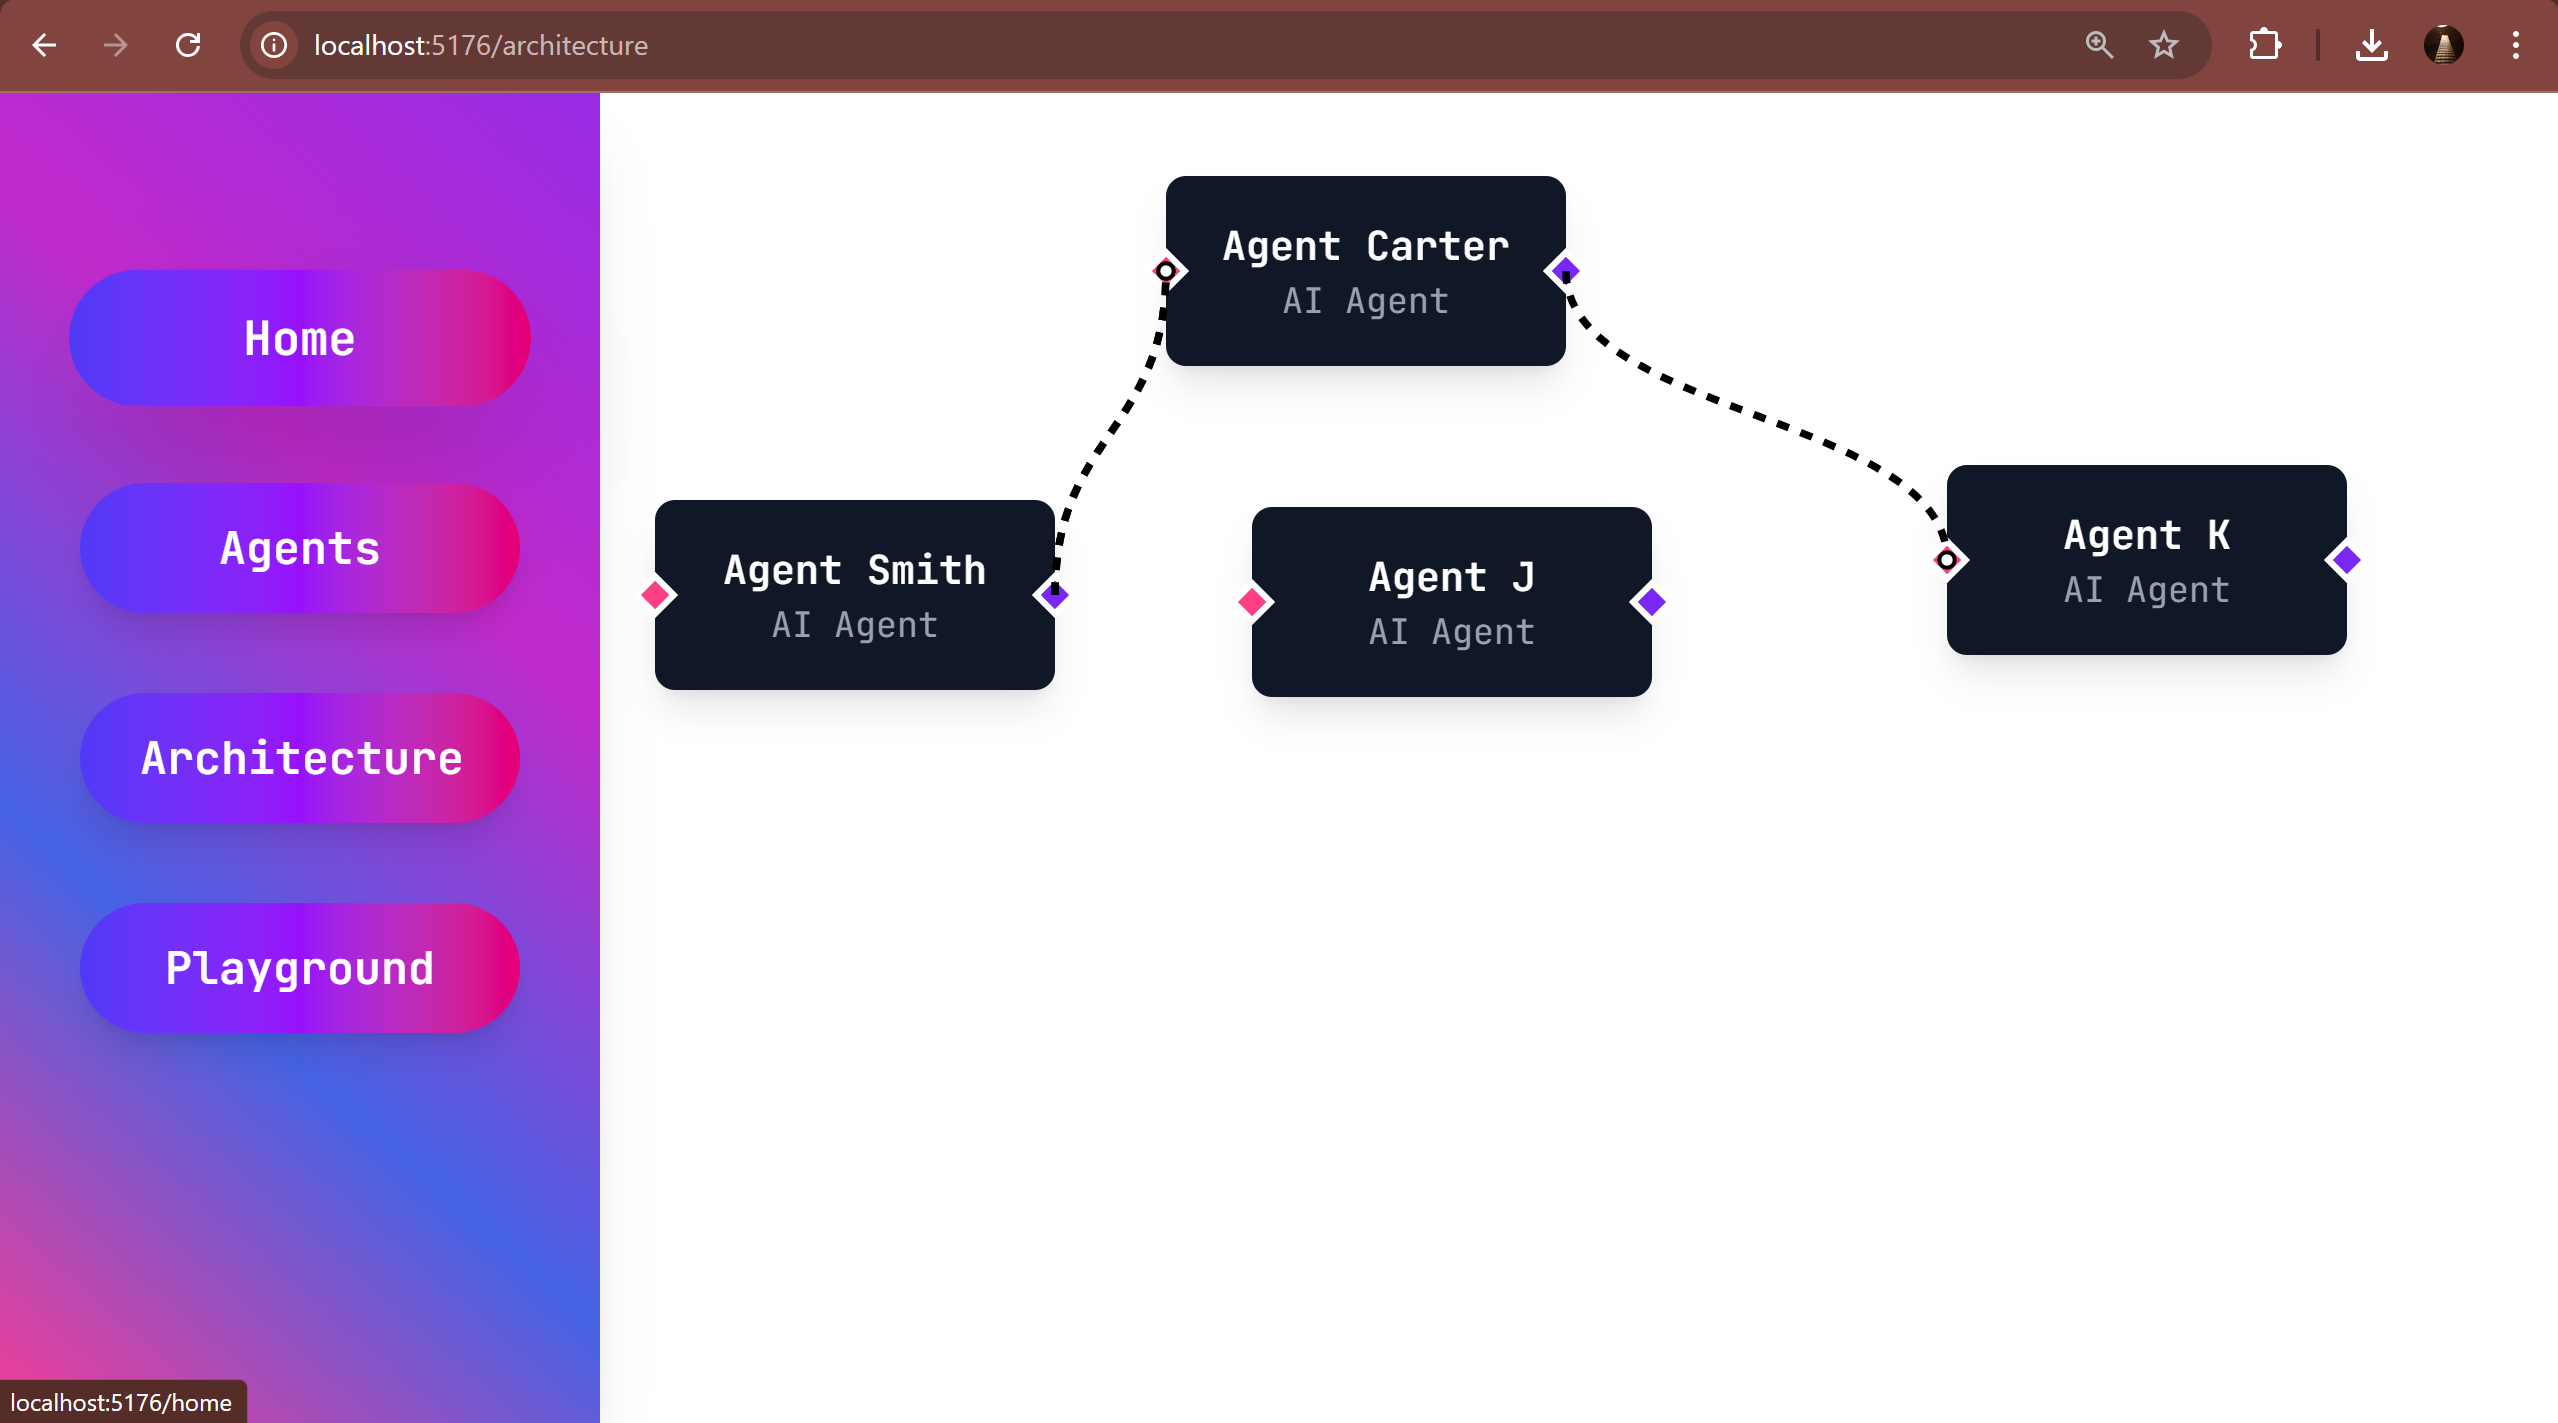 localhost:5176/architecture
Home
Agents
Architecture
Playground
Agent Carter
AI Agent
Agent Smith
AI Agent
Agent J
AI Agent
Agent K
AI Agent
localhost:5176/home